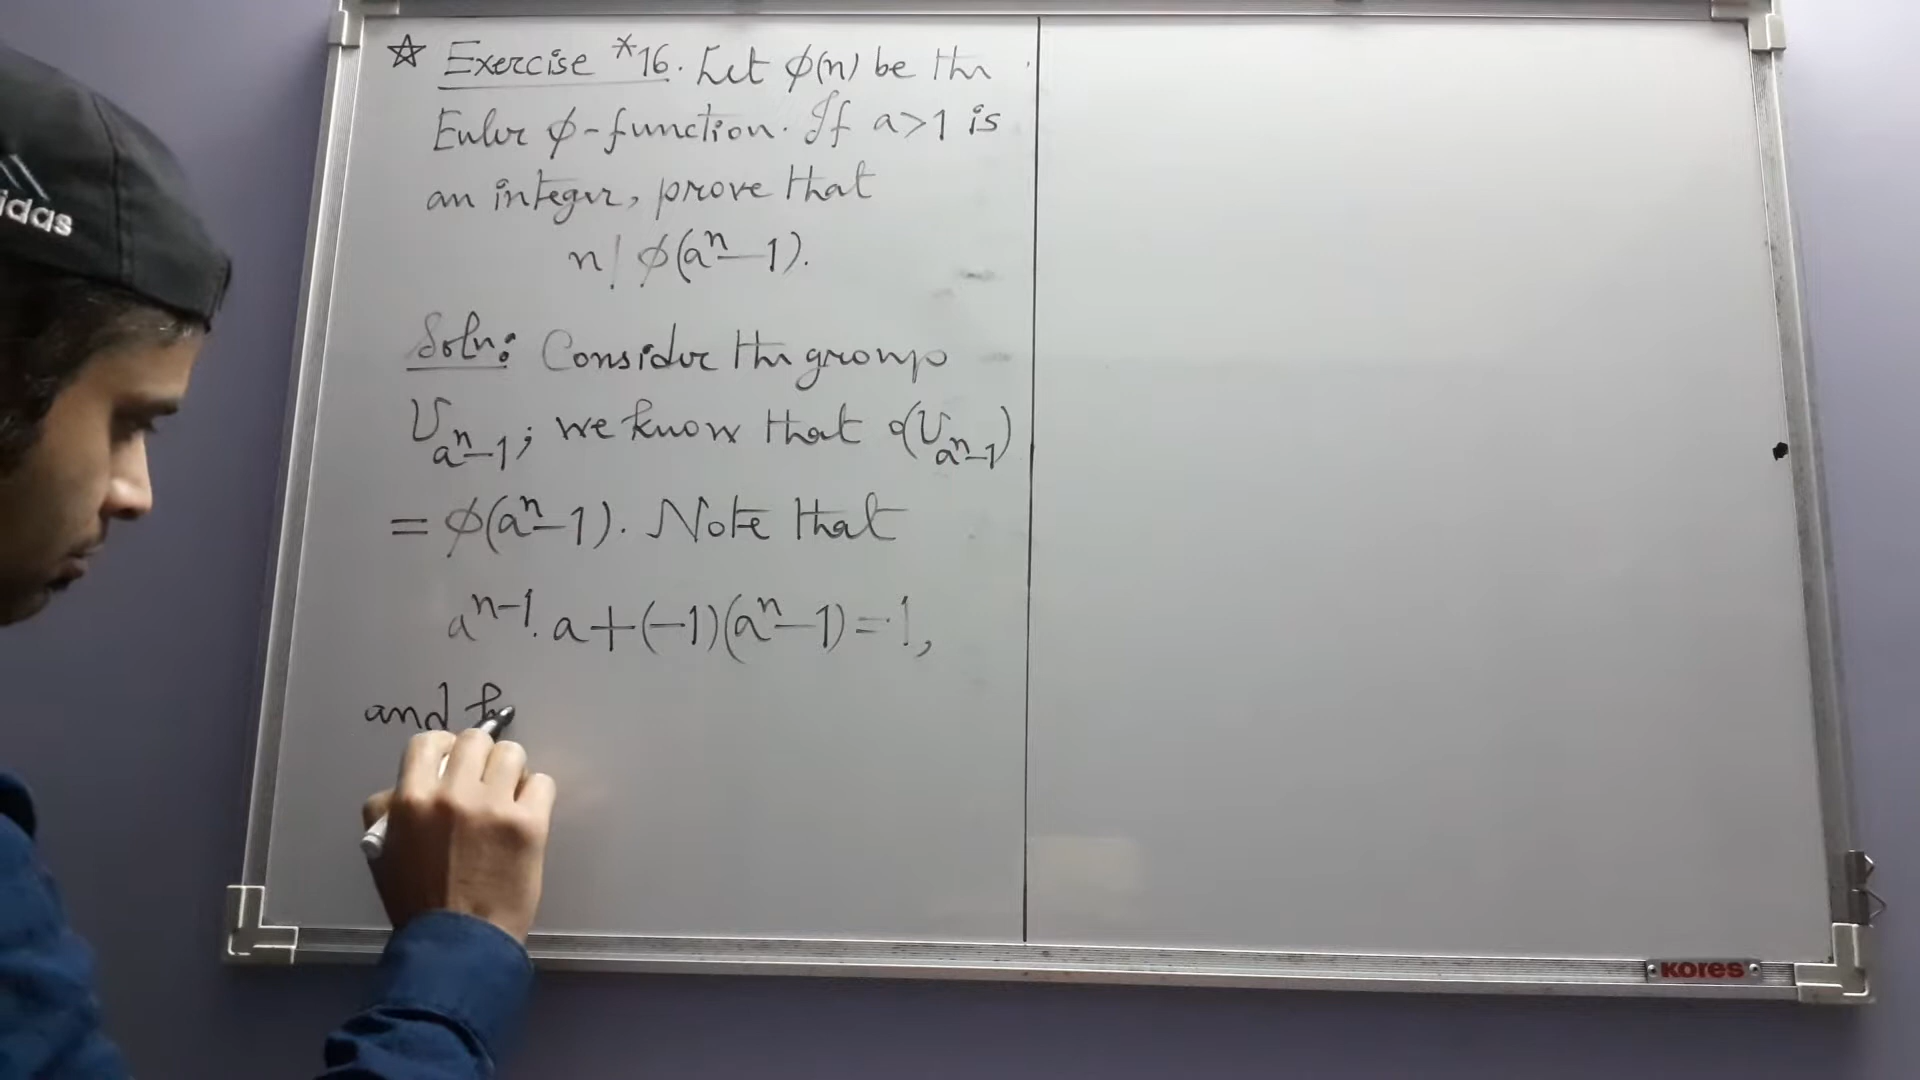 ☆ Exercise *16. Let φ(n) be the
Euler φ-function. If a>1 is
an integer, prove that
n | φ(aⁿ-1).
Soln: Consider the group
U_{aⁿ-1}; we know that o(U_{aⁿ-1})
= φ(aⁿ-1). Note that
aⁿ⁻¹.a+(-1)(aⁿ-1)=1,
and
idas
KORES